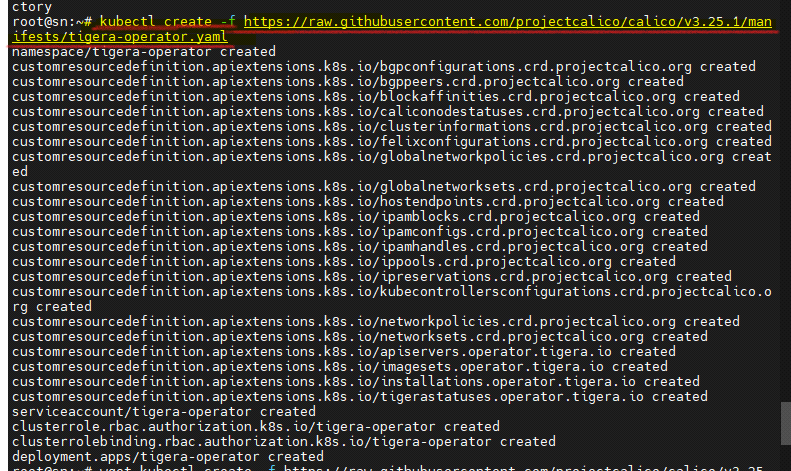 ctory
root@sn:~# kubectl create -f https://raw.githubusercontent.com/projectcalico/calico/v3.25.1/man
ifests/tigera-operator.yaml
namespace/tigera-operator created
customresourcedefinition.apiextensions.k8s.io/bgpconfigurations.crd.projectcalico.org created
customresourcedefinition.apiextensions.k8s.io/bgppeers.crd.projectcalico.org created
customresourcedefinition.apiextensions.k8s.io/blockaffinities.crd.projectcalico.org created
customresourcedefinition.apiextensions.k8s.io/caliconodestatuses.crd.projectcalico.org created
customresourcedefinition.apiextensions.k8s.io/clusterinformations.crd.projectcalico.org created
customresourcedefinition.apiextensions.k8s.io/felixconfigurations.crd.projectcalico.org created
customresourcedefinition.apiextensions.k8s.io/globalnetworkpolicies.crd.projectcalico.org creat
ed
customresourcedefinition.apiextensions.k8s.io/globalnetworksets.crd.projectcalico.org created
customresourcedefinition.apiextensions.k8s.io/hostendpoints.crd.projectcalico.org created
customresourcedefinition.apiextensions.k8s.io/ipamblocks.crd.projectcalico.org created
customresourcedefinition.apiextensions.k8s.io/ipamconfigs.crd.projectcalico.org created
customresourcedefinition.apiextensions.k8s.io/ipamhandles.crd.projectcalico.org created
customresourcedefinition.apiextensions.k8s.io/ippools.crd.projectcalico.org created
customresourcedefinition.apiextensions.k8s.io/ipreservations.crd.projectcalico.org created
customresourcedefinition.apiextensions.k8s.io/kubecontrollersconfigurations.crd.projectcalico.o
rg created
customresourcedefinition.apiextensions.k8s.io/networkpolicies.crd.projectcalico.org created
customresourcedefinition.apiextensions.k8s.io/networksets.crd.projectcalico.org created
customresourcedefinition.apiextensions.k8s.io/apiservers.operator.tigera.io created
customresourcedefinition.apiextensions.k8s.io/imagesets.operator.tigera.io created
customresourcedefinition.apiextensions.k8s.io/installations.operator.tigera.io created
customresourcedefinition.apiextensions.k8s.io/tigerastatuses.operator.tigera.io created
serviceaccount/tigera-operator created
clusterrole.rbac.authorization.k8s.io/tigera-operator created
clusterrolebinding.rbac.authorization.k8s.io/tigera-operator created
deployment.apps/tigera-operator created
root@sn:~# wget kubectl create -f https://raw.githubusercontent.com/projectcalico/calico/v3.25